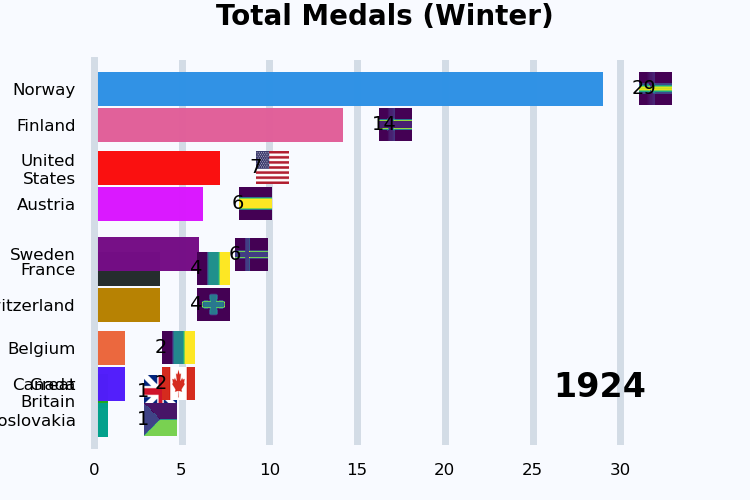 Total Medals (Winter)
Norway 29
Finland 14
United
States 7
Austria 6
Sweden 6
France 4
itzerland 4
Belgium 2
Canada 2
Great
Britain 1
oslovakia 1
1924
0 5 10 15 20 25 30